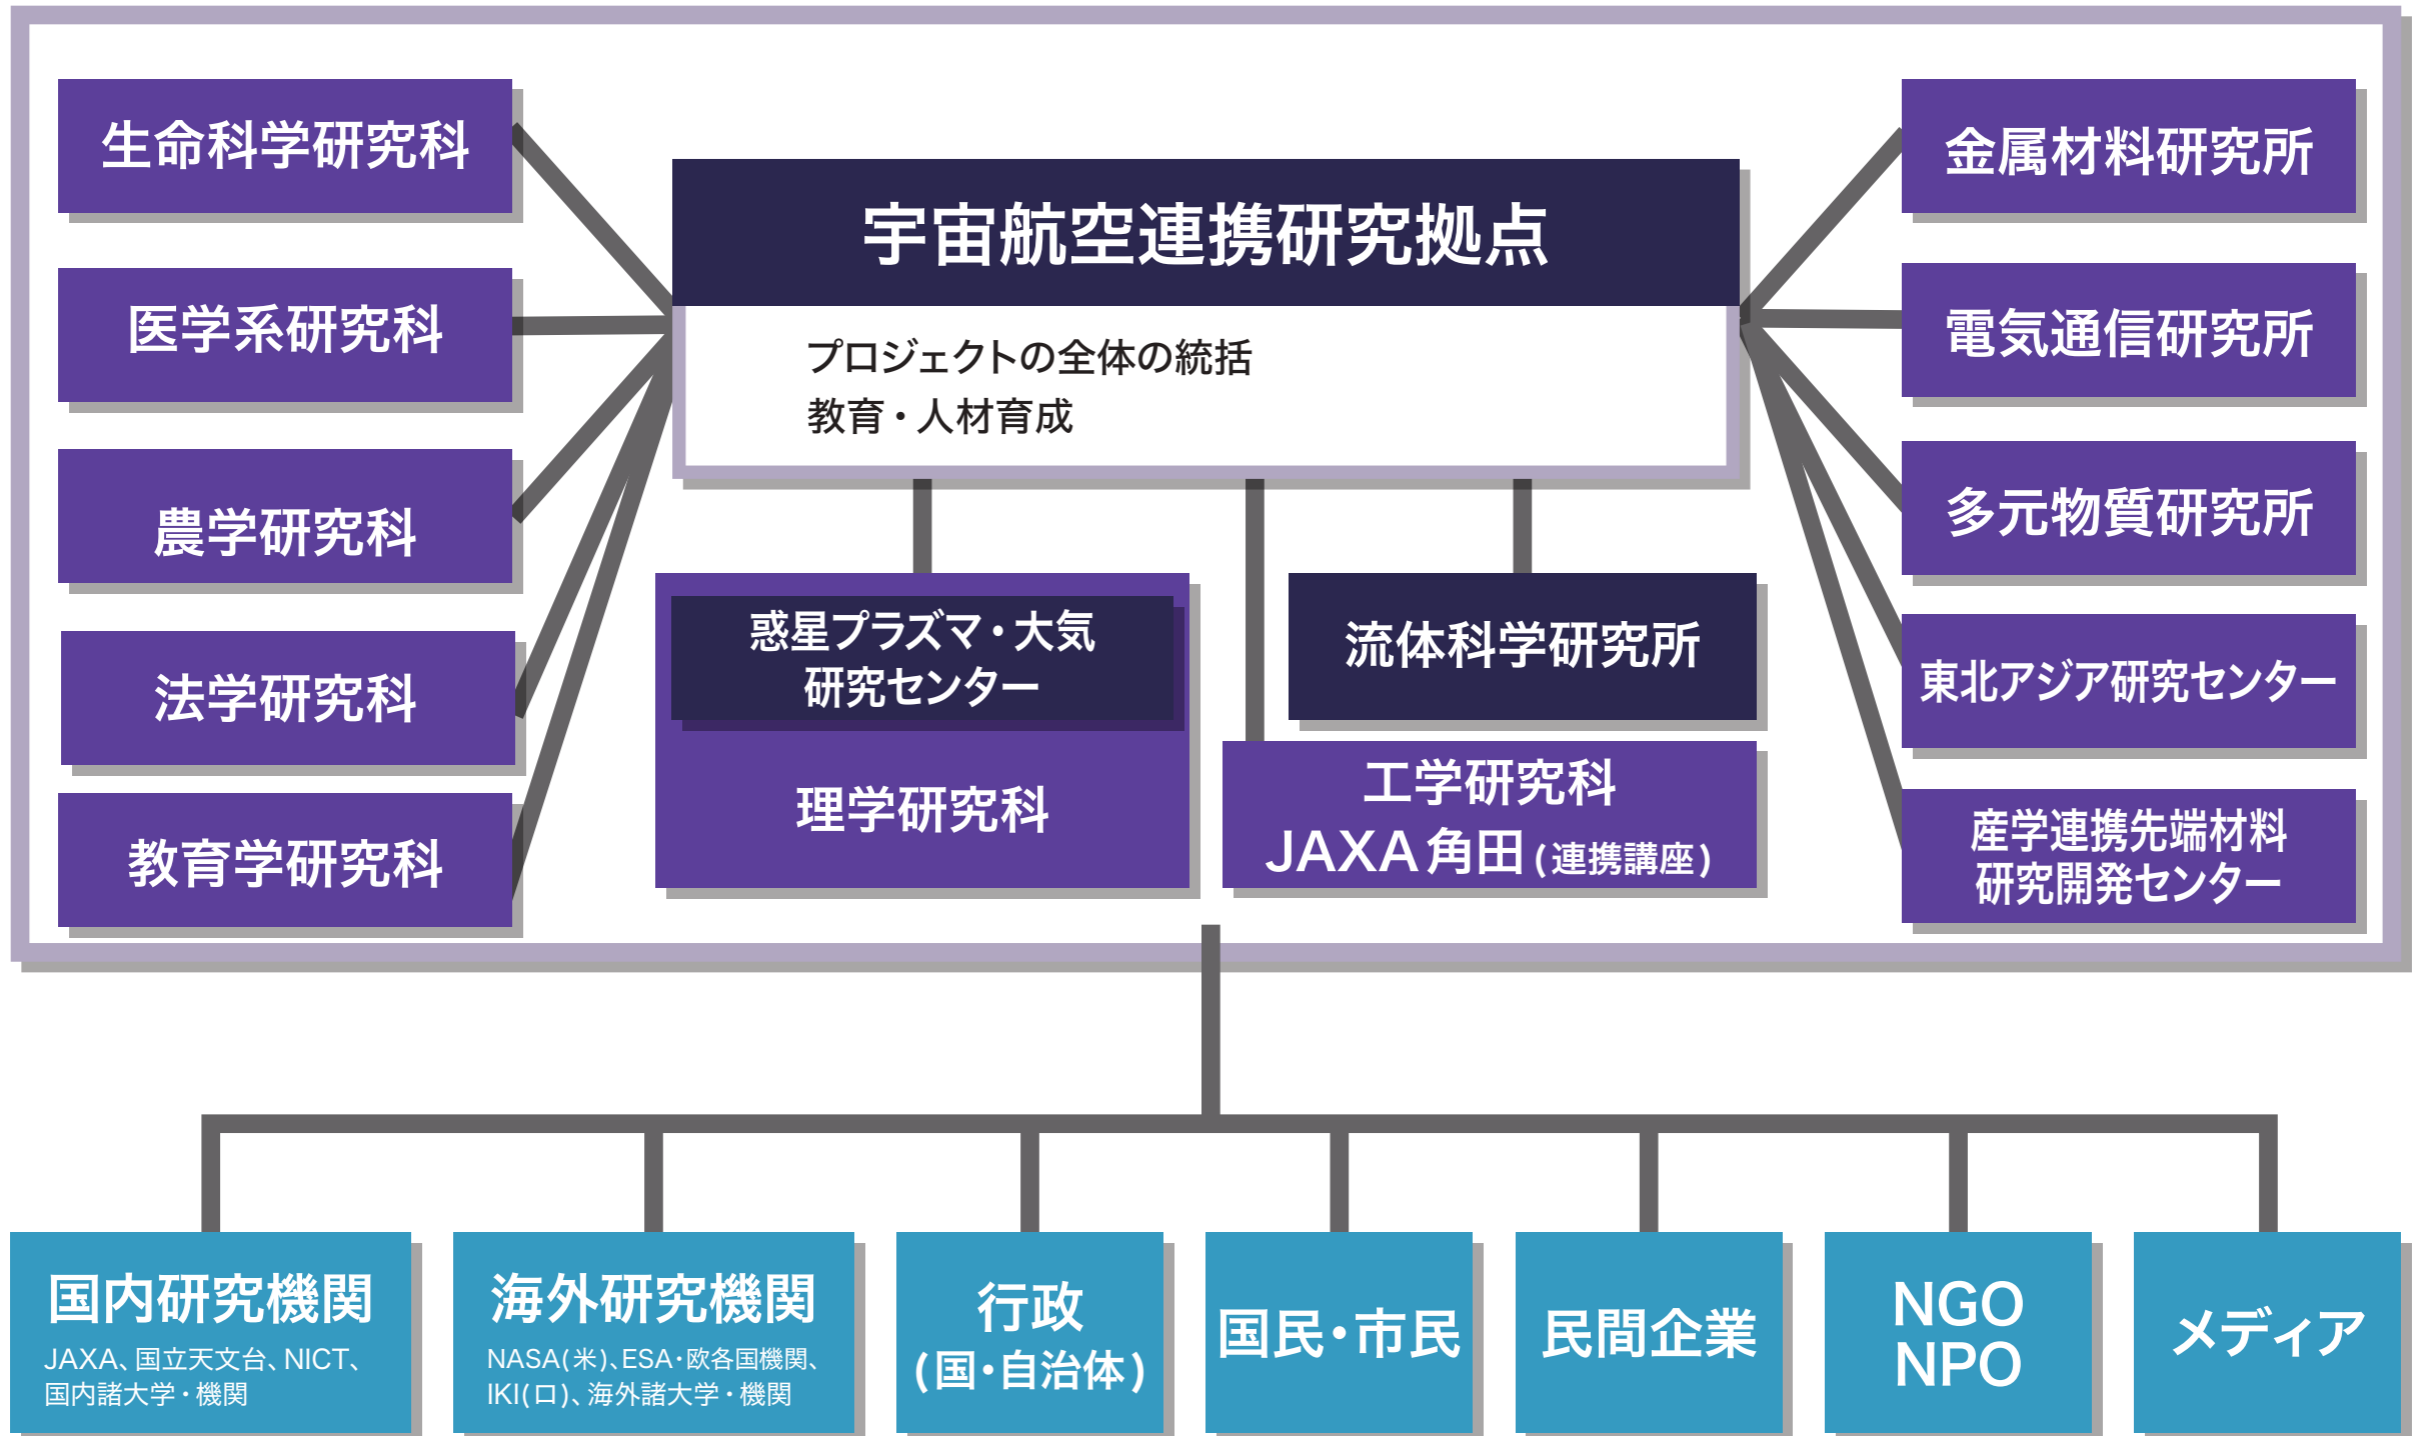 生命科学研究科
医学系研究科
農学研究科
法学研究科
教育学研究科
宇宙航空連携研究拠点
プロジェクトの全体の統括
教育・人材育成
惑星プラズマ・大気
研究センター
理学研究科
流体科学研究所
工学研究科
JAXA 角田 (連携講座)
金属材料研究所
電気通信研究所
多元物質研究所
東北アジア研究センター
産学連携先端材料
研究開発センター
国内研究機関
JAXA、国立天文台、NICT、
国内諸大学・機関
海外研究機関
NASA(米)、ESA・欧各国機関、
IKI(ロ)、海外諸大学・機関
行政
(国・自治体)
国民・市民
民間企業
NGO
NPO
メディア